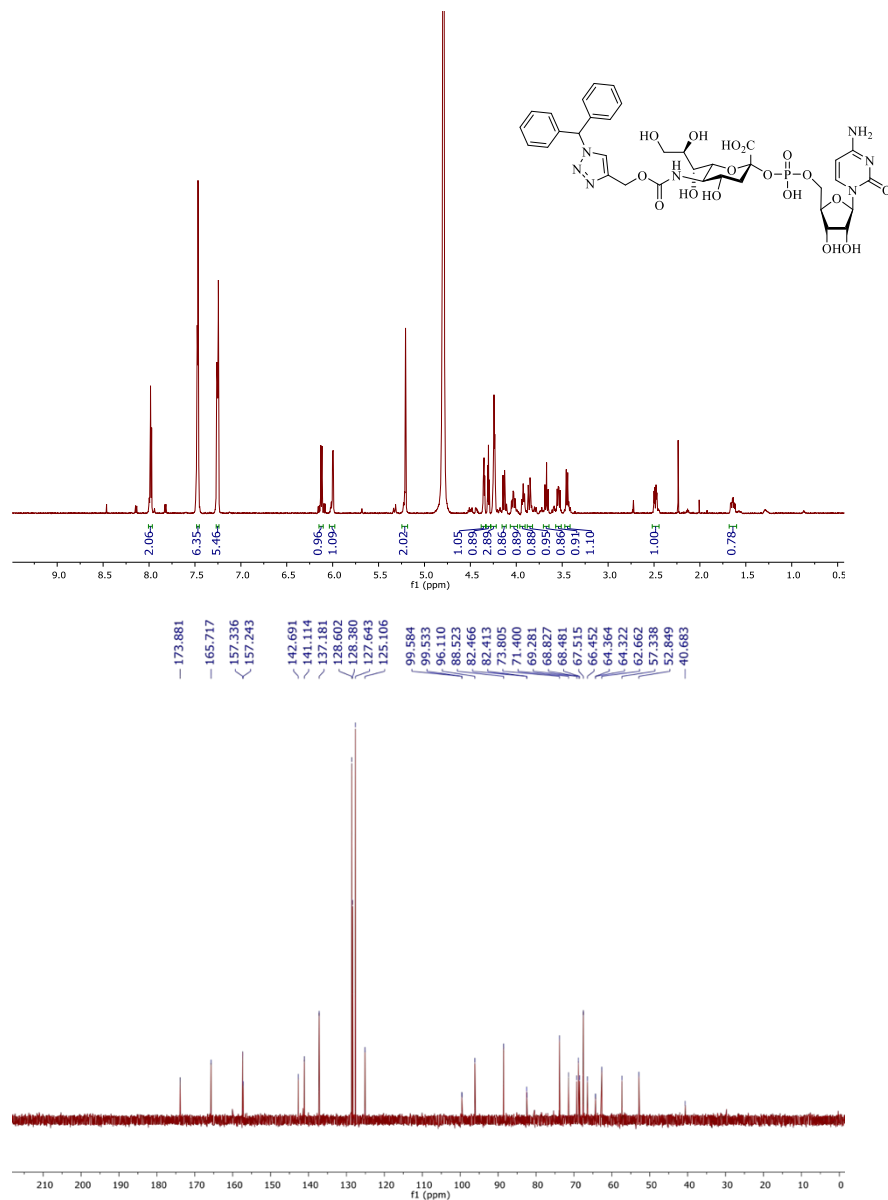 HO
OH
HO₂C
NH₂
N
O
N
N
N
N
O
H
N
O
HO
HO
O
O
P
OH
O
O
O
N
O
OHOH
2.06
6.35
5.46
0.96
1.09
2.02
1.05
0.89
2.89
0.86
0.89
0.88
0.95
0.86
0.91
1.10
1.00
0.78
9.0 8.5 8.0 7.5 7.0 6.5 6.0 5.5 5.0 4.5 4.0 3.5 3.0 2.5 2.0 1.5 1.0 0.5
f1 (ppm)
173.881
165.717
157.336
157.243
142.691
141.114
137.181
128.602
128.380
127.643
125.106
99.584
99.533
96.110
88.523
82.466
82.413
73.805
71.400
69.281
68.827
68.481
67.515
66.452
64.364
64.322
62.662
57.338
52.849
40.683
210 200 190 180 170 160 150 140 130 120 110 100 90 80 70 60 50 40 30 20 10 0
f1 (ppm)